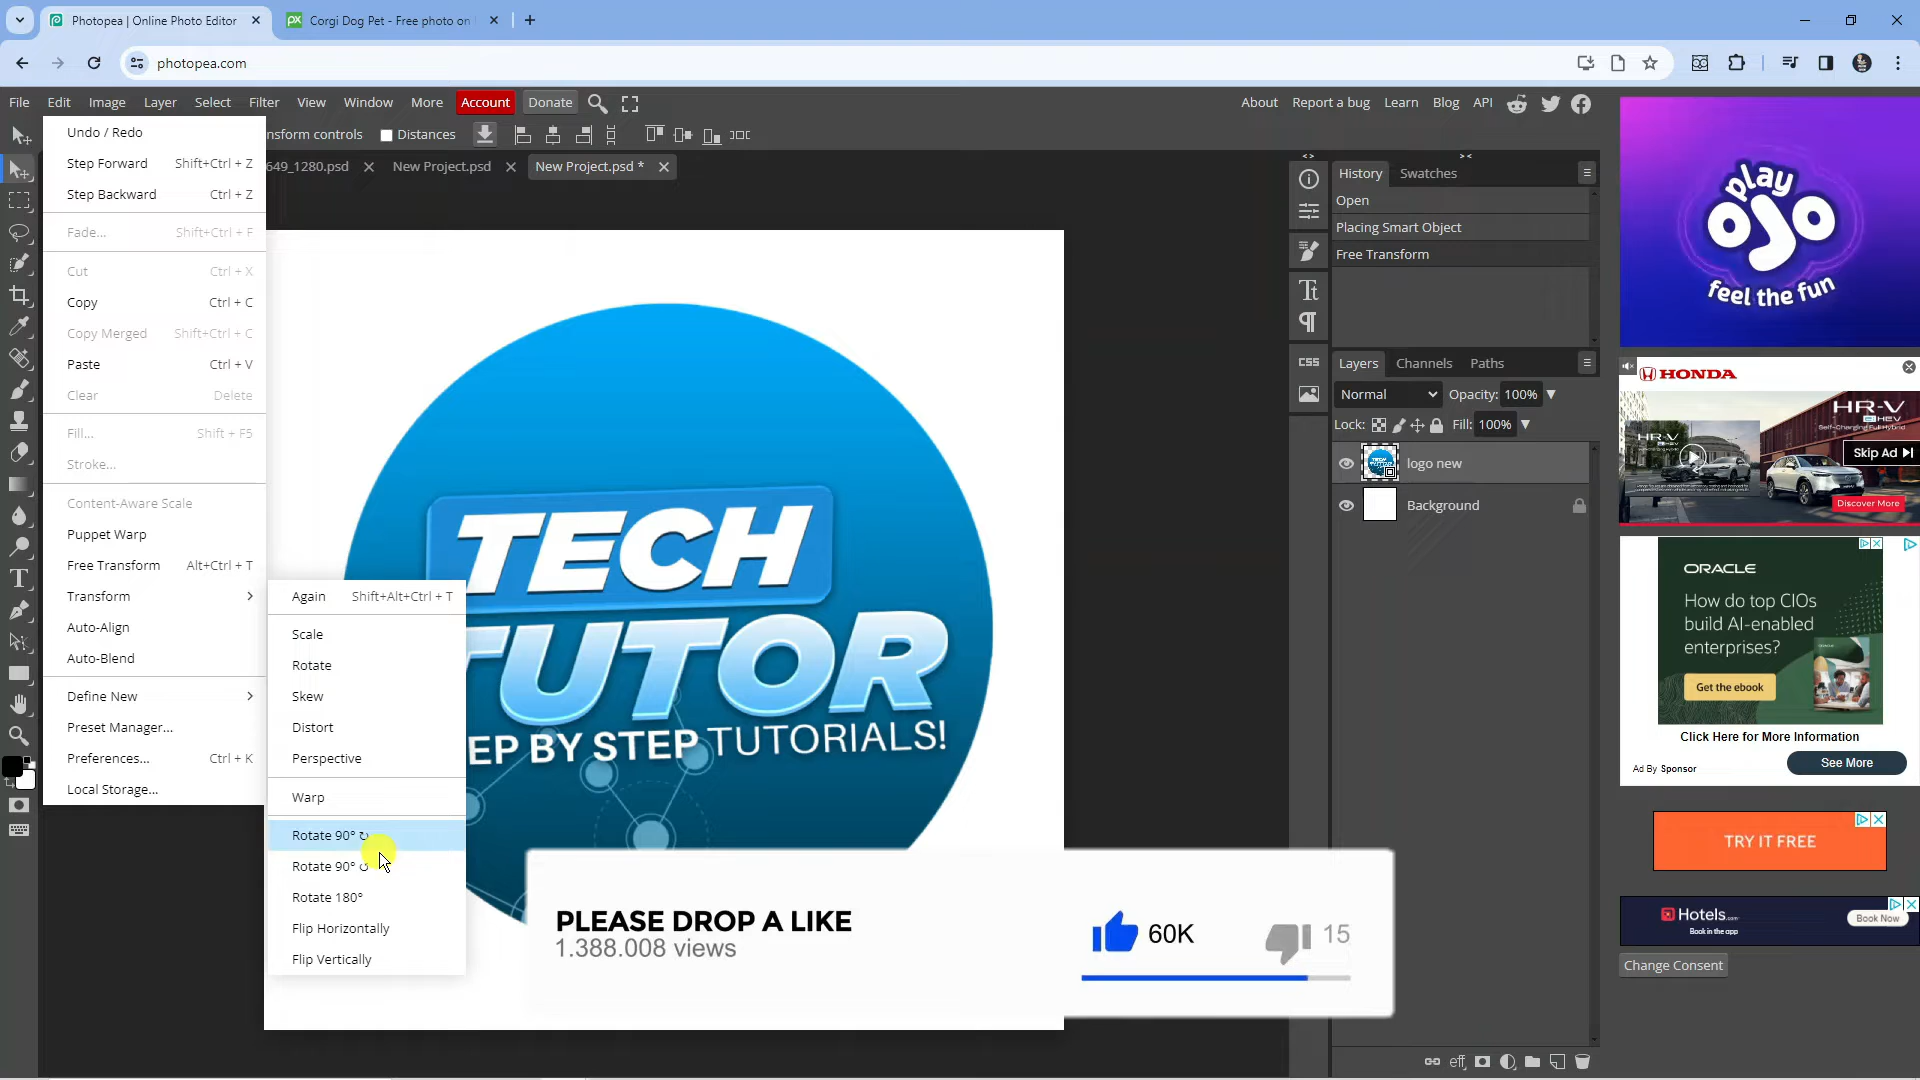 Photopea | Online Photo Editor
Corgi Dog Pet - Free photo on
photopea.com
File Edit Image Layer Select Filter View Window More Account Donate
About Report a bug Learn Blog API
nsform controls Distances
649_1280.psd New Project.psd New Project.psd *
Undo / Redo
Step Forward Shift+Ctrl + Z
Step Backward Ctrl + Z
Fade... Shift+Ctrl + F
Cut Ctrl + X
Copy Ctrl + C
Copy Merged Shift+Ctrl + C
Paste Ctrl + V
Clear Delete
Fill... Shift + F5
Stroke...
Content-Aware Scale
Puppet Warp
Free Transform Alt+Ctrl + T
Transform
Auto-Align
Auto-Blend
Define New
Preset Manager...
Preferences... Ctrl + K
Local Storage...
Again Shift+Alt+Ctrl + T
Scale
Rotate
Skew
Distort
Perspective
Warp
Rotate 90° ↻
Rotate 90° ↺
Rotate 180°
Flip Horizontally
Flip Vertically
TECH
TUTOR
EP BY STEP TUTORIALS!
PLEASE DROP A LIKE
1.388.008 views
60K
15
History Swatches
Open
Placing Smart Object
Free Transform
CSS
Layers Channels Paths
Normal Opacity: 100%
Lock: Fill: 100%
logo new
Background
eff
play
ojo
feel the fun
HONDA
HR-V
HEV
Skip Ad
Discover More
ORACLE
How do top CIOs
build AI-enabled
enterprises?
Get the ebook
Click Here for More Information
Ad By Sponsor
See More
TRY IT FREE
Hotels.com
Book in the app
Book Now
Change Consent